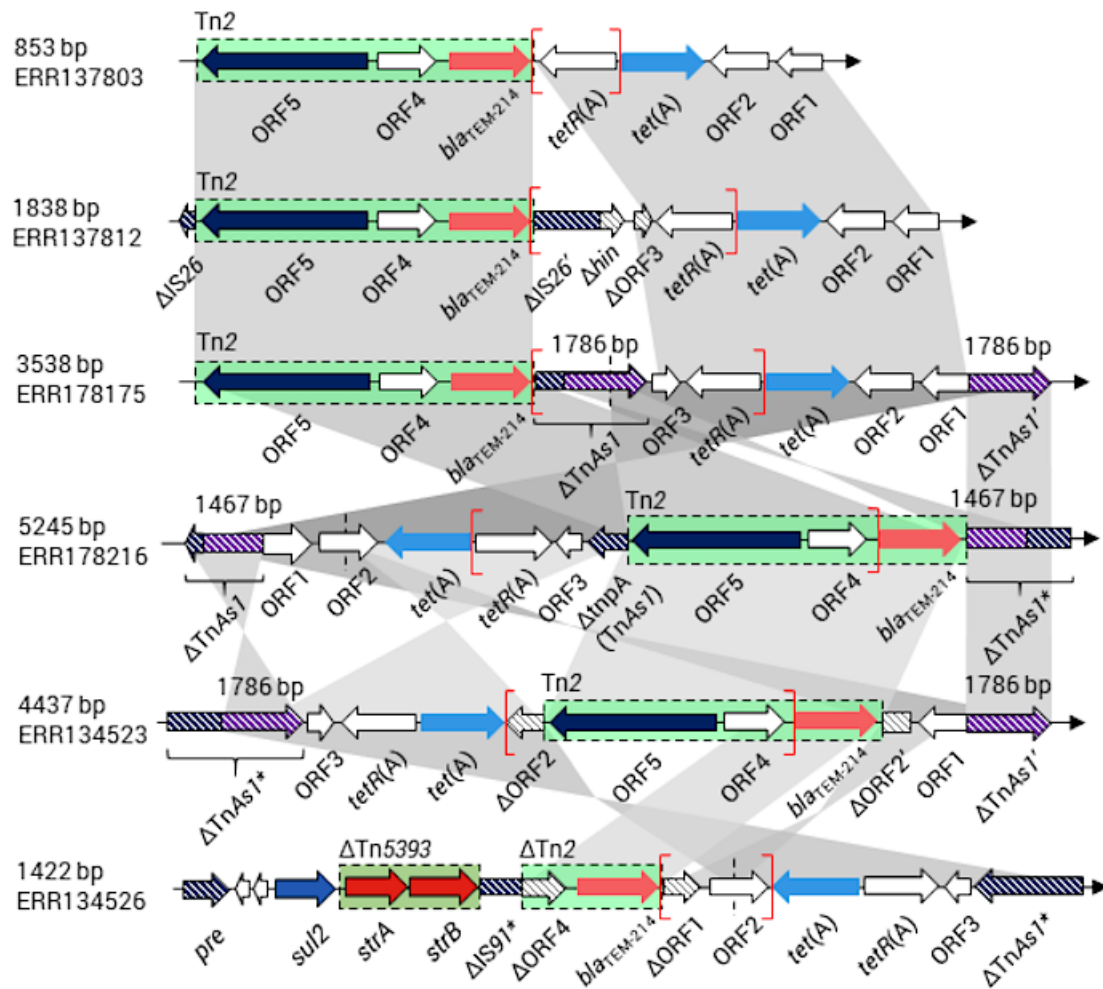 Tn2
853 bp
ERR137803
ORF5 ORF4 blaTEM-214 tetR(A) tet(A) ORF2 ORF1
Tn2
1838 bp
ERR137812
ΔIS26 ORF5 ORF4 blaTEM-214 ΔIS26' Δhin ΔORF3 tetR(A) tet(A) ORF2 ORF1
Tn2 1786 bp 1786 bp
3538 bp
ERR178175
ORF5 ORF4 blaTEM-214 ΔTnAs1 ORF3 tetR(A) tet(A) ORF2 ORF1 ΔTnAs1'
1467 bp Tn2 1467 bp
5245 bp
ERR178216
ΔTnAs1 ORF1 ORF2 tet(A) tetR(A) ORF3 ΔtnpA (TnAs1) ORF5 ORF4 blaTEM-214 ΔTnAs1*
1786 bp Tn2 1786 bp
4437 bp
ERR134523
ΔTnAs1* ORF3 tetR(A) tet(A) ΔORF2 ORF5 ORF4 blaTEM-214 ΔORF2' ORF1 ΔTnAs1'
ΔTn5393 ΔTn2
1422 bp
ERR134526
pre sul2 strA strB ΔIS91* ΔORF4 blaTEM-214 ΔORF1 ORF2 tet(A) tetR(A) ORF3 ΔTnAs1*